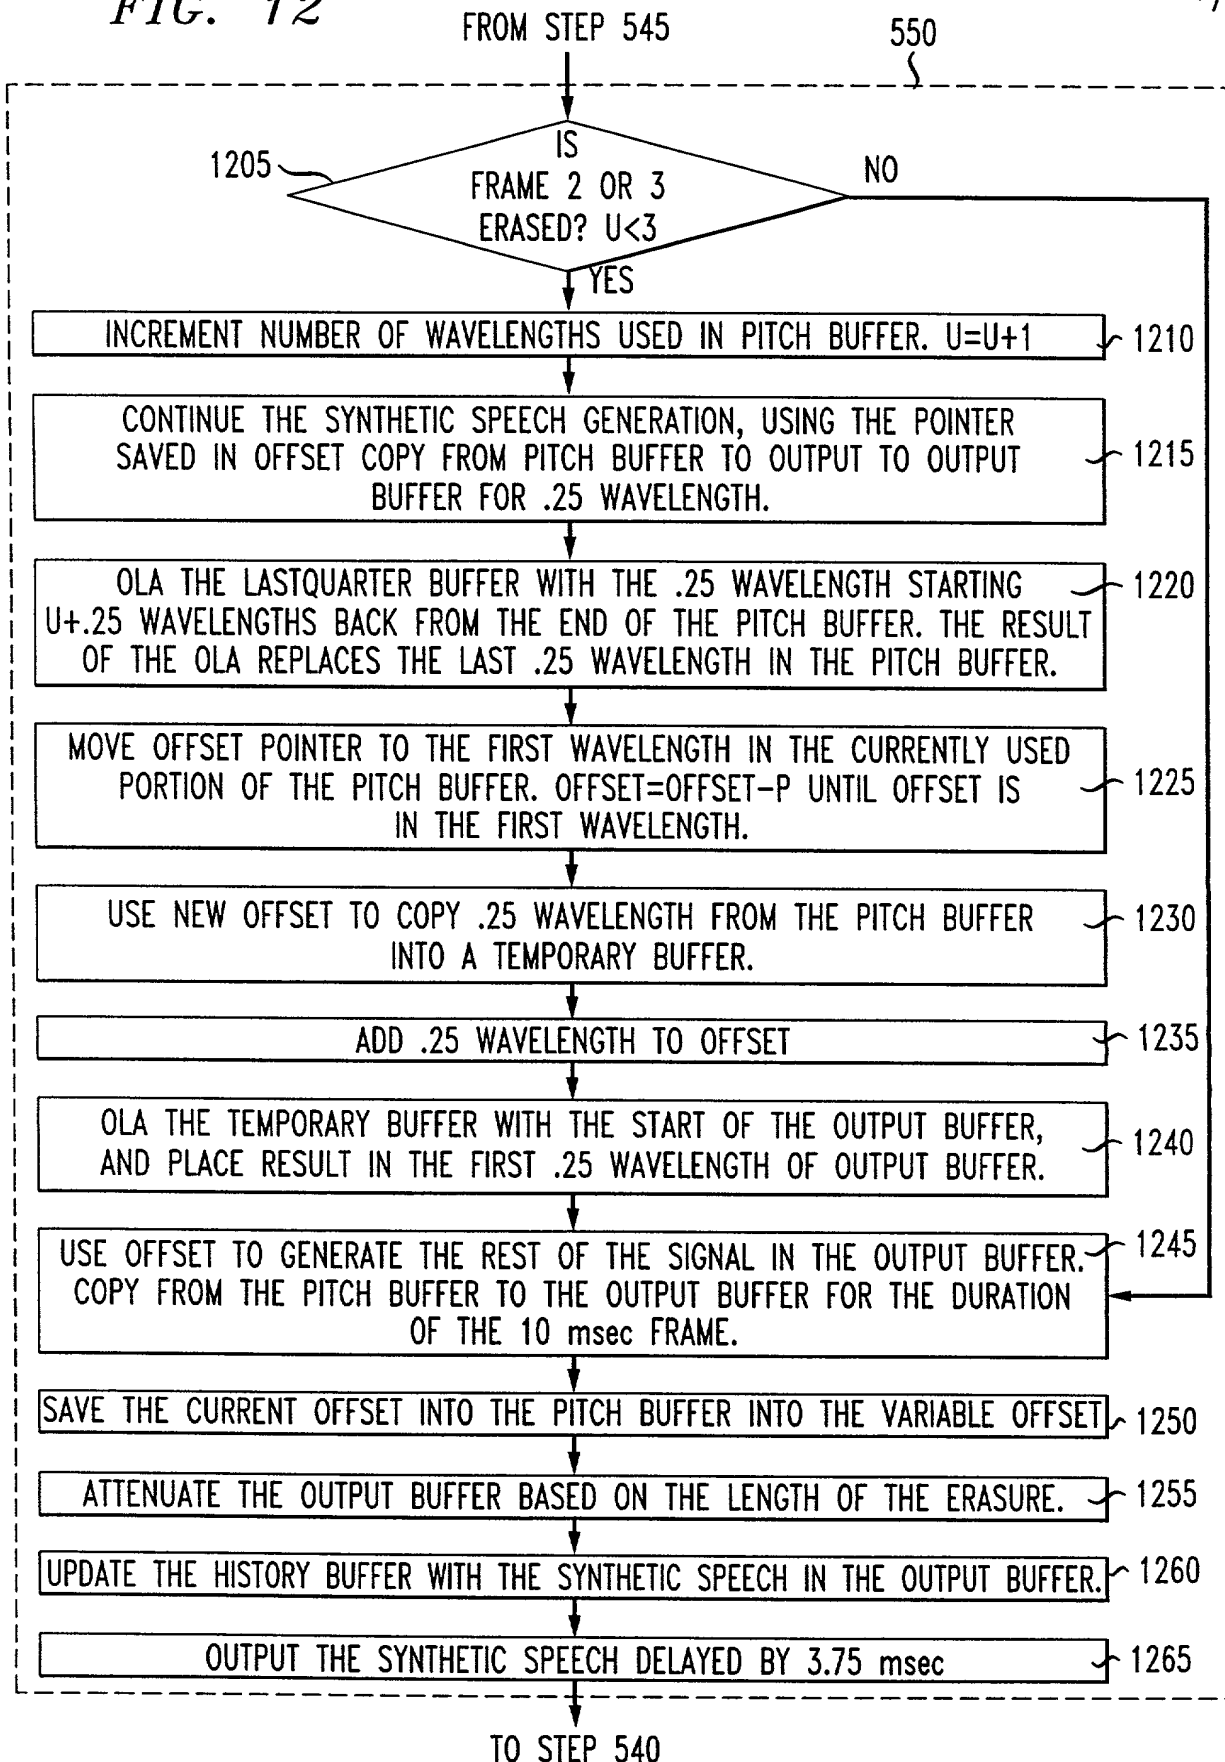 FIG. 12
FROM STEP 545
550
1205
IS
FRAME 2 OR 3
ERASED? U<3
NO
YES
INCREMENT NUMBER OF WAVELENGTHS USED IN PITCH BUFFER. U=U+1
1210
CONTINUE THE SYNTHETIC SPEECH GENERATION, USING THE POINTER
SAVED IN OFFSET COPY FROM PITCH BUFFER TO OUTPUT TO OUTPUT
BUFFER FOR .25 WAVELENGTH.
1215
OLA THE LASTQUARTER BUFFER WITH THE .25 WAVELENGTH STARTING
U+.25 WAVELENGTHS BACK FROM THE END OF THE PITCH BUFFER. THE RESULT
OF THE OLA REPLACES THE LAST .25 WAVELENGTH IN THE PITCH BUFFER.
1220
MOVE OFFSET POINTER TO THE FIRST WAVELENGTH IN THE CURRENTLY USED
PORTION OF THE PITCH BUFFER. OFFSET=OFFSET-P UNTIL OFFSET IS
IN THE FIRST WAVELENGTH.
1225
USE NEW OFFSET TO COPY .25 WAVELENGTH FROM THE PITCH BUFFER
INTO A TEMPORARY BUFFER.
1230
ADD .25 WAVELENGTH TO OFFSET
1235
OLA THE TEMPORARY BUFFER WITH THE START OF THE OUTPUT BUFFER,
AND PLACE RESULT IN THE FIRST .25 WAVELENGTH OF OUTPUT BUFFER.
1240
USE OFFSET TO GENERATE THE REST OF THE SIGNAL IN THE OUTPUT BUFFER.
COPY FROM THE PITCH BUFFER TO THE OUTPUT BUFFER FOR THE DURATION
OF THE 10 msec FRAME.
1245
SAVE THE CURRENT OFFSET INTO THE PITCH BUFFER INTO THE VARIABLE OFFSET
1250
ATTENUATE THE OUTPUT BUFFER BASED ON THE LENGTH OF THE ERASURE.
1255
UPDATE THE HISTORY BUFFER WITH THE SYNTHETIC SPEECH IN THE OUTPUT BUFFER.
1260
OUTPUT THE SYNTHETIC SPEECH DELAYED BY 3.75 msec
1265
TO STEP 540